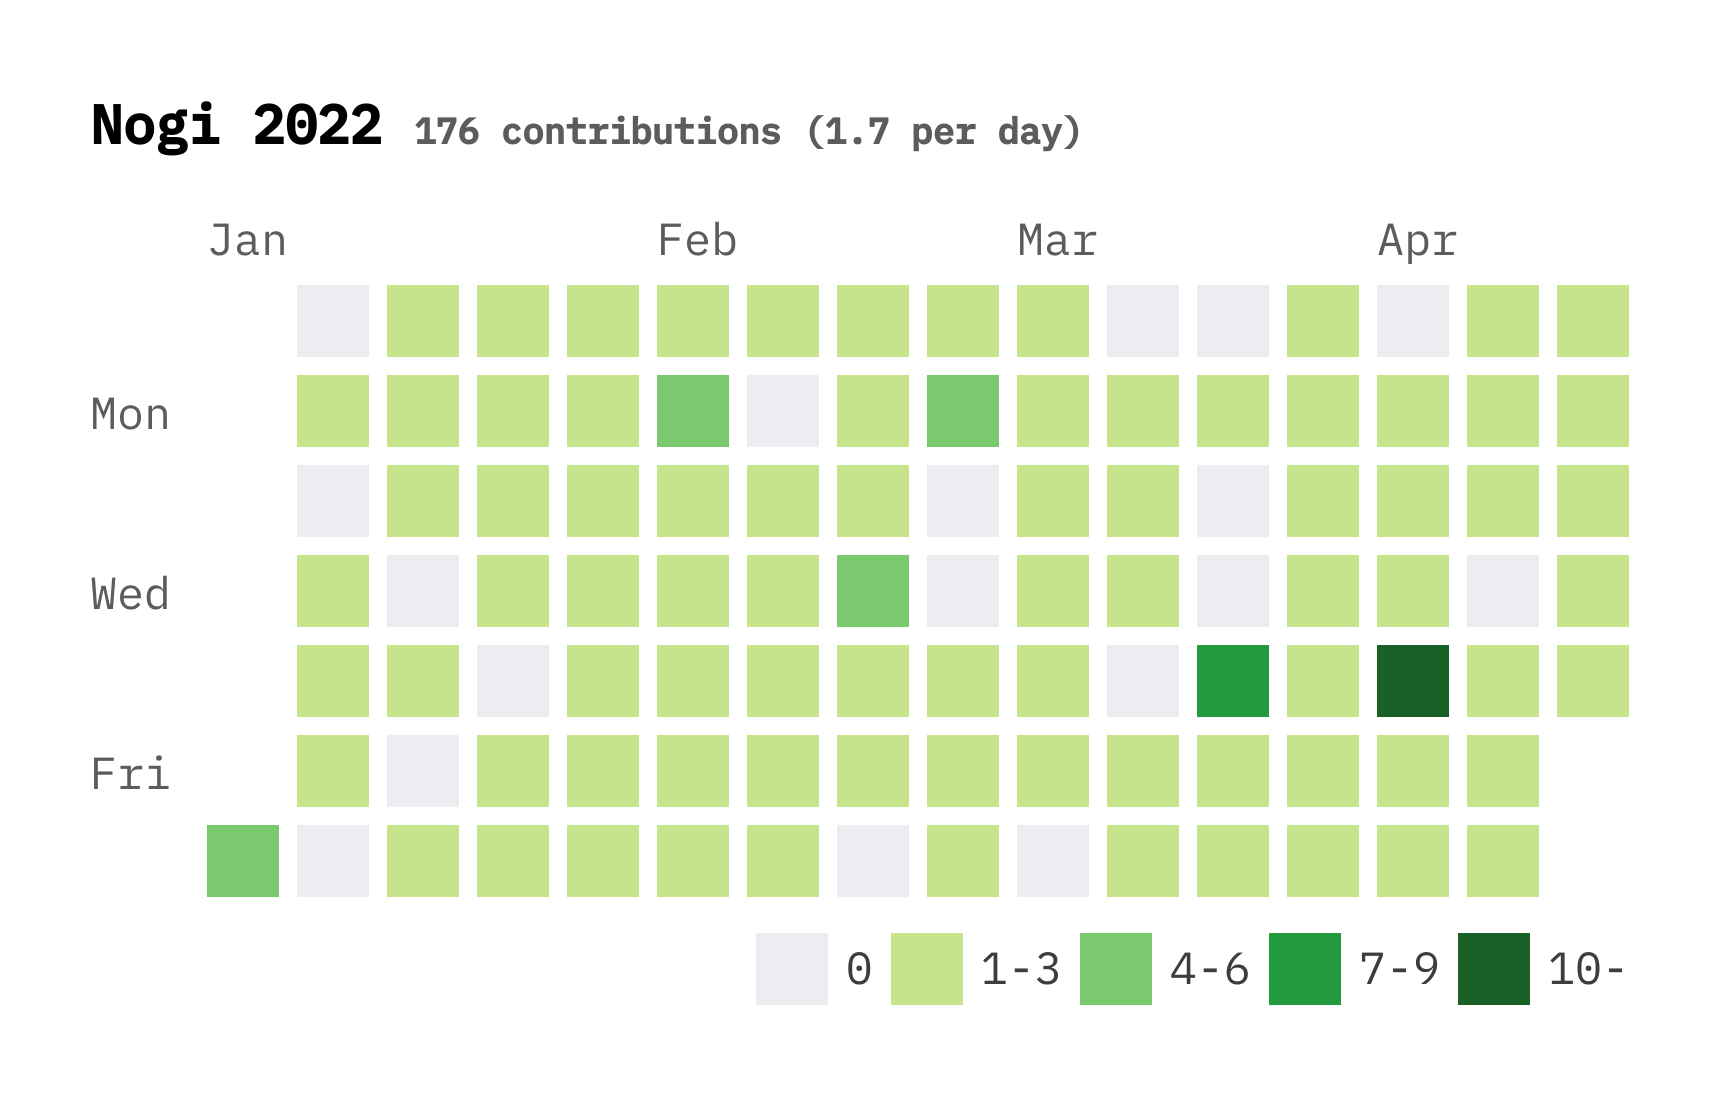 Nogi 2022 176 contributions (1.7 per day)
Jan Feb Mar Apr
Mon
Wed
Fri
0 1-3 4-6 7-9 10-